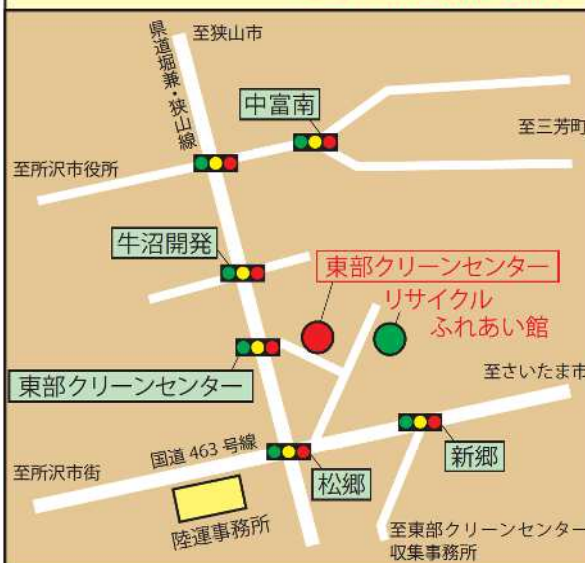 至狭山市
県道堀兼・狭山線
中富南
至三芳町
至所沢市役所
牛沼開発
東部クリーンセンター
リサイクル
ふれあい館
東部クリーンセンター
至さいたま市
国道463号線
新郷
松郷
至所沢市街
陸運事務所
至東部クリーンセンター
収集事務所